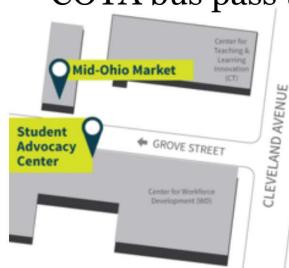 COTA bus pass
Center for
Teaching &
Learning
Innovation
(CT)
Mid-Ohio Market
Student
Advocacy
Center
GROVE STREET
CLEVELAND AVENUE
Center for Workforce
Development (WD)